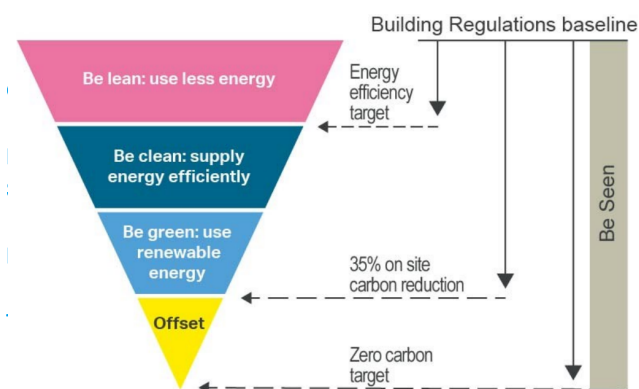 Building Regulations baseline
Be lean: use less energy
Energy
efficiency
target
Be clean: supply
energy efficiently
Be green: use
renewable
energy
35% on site
carbon reduction
Offset
Zero carbon
target
Be Seen